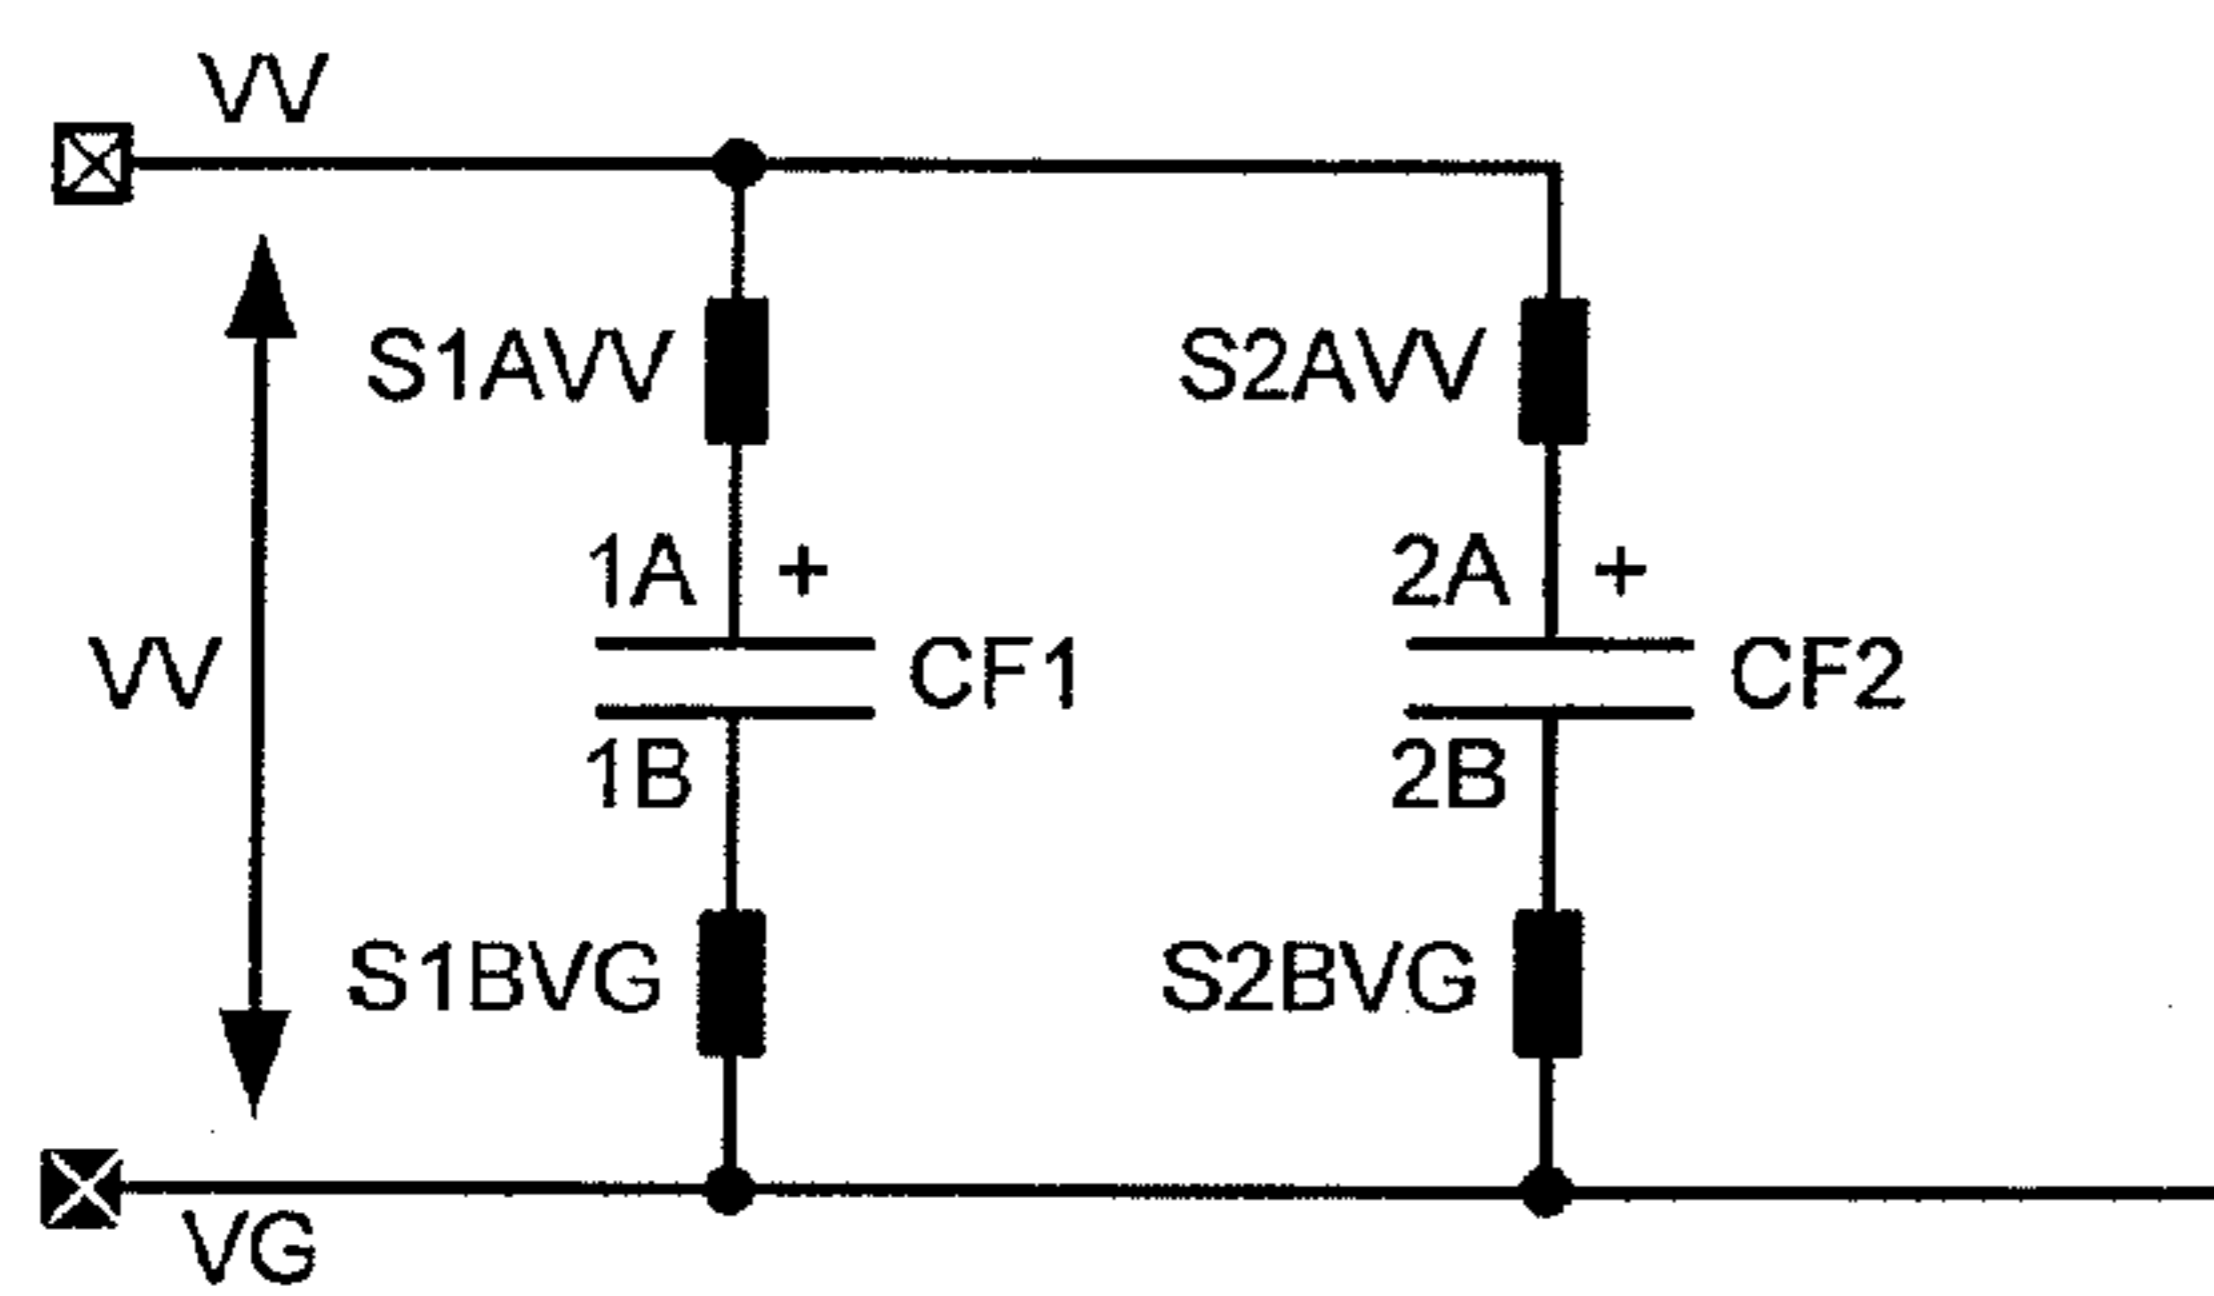 VV
S1AVV
S2AVV
1A +
2A +
VV
CF1
CF2
1B
2B
S1BVG
S2BVG
VG